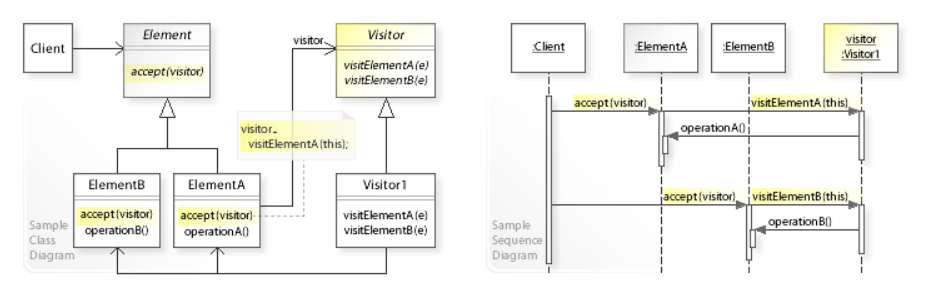 Client
Element
accept(visitor)
visitor
Visitor
visitElementA(e)
visitElementB(e)
visitor.
visitElementA(this);
ElementB
accept(visitor)
operationB()
ElementA
accept(visitor)
operationA()
Visitor1
visitElementA(e)
visitElementB(e)
Sample
Class
Diagram
:Client
:ElementA
:ElementB
visitor
:Visitor1
accept(visitor)
visitElementA(this)
operationA()
accept(visitor)
visitElementB(this)
operationB()
Sample
Sequence
Diagram